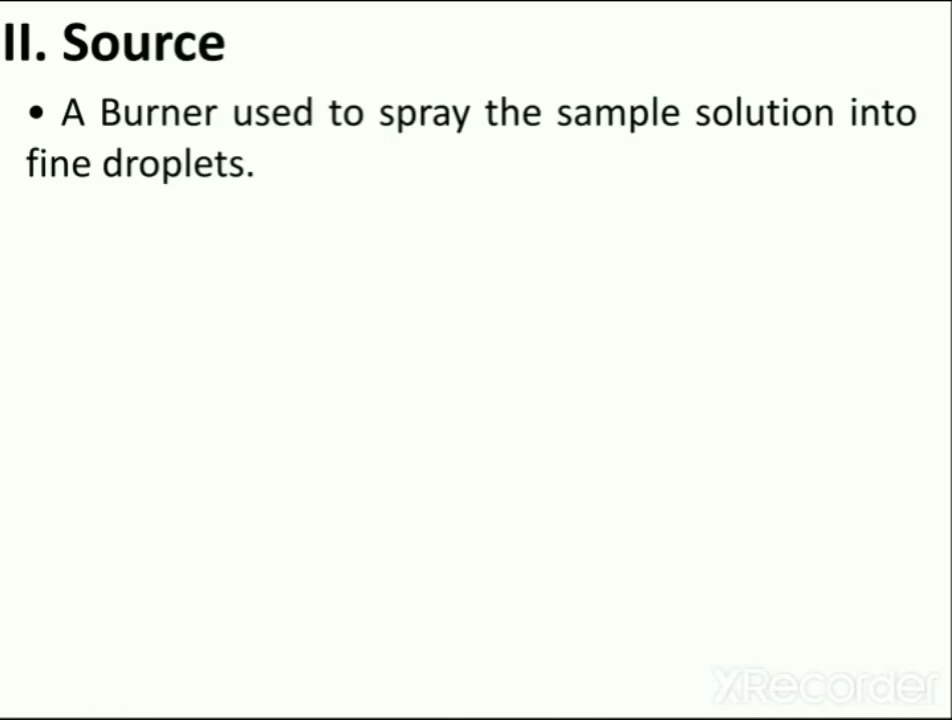 II. Source
• A Burner used to spray the sample solution into
fine droplets.
XRecorder